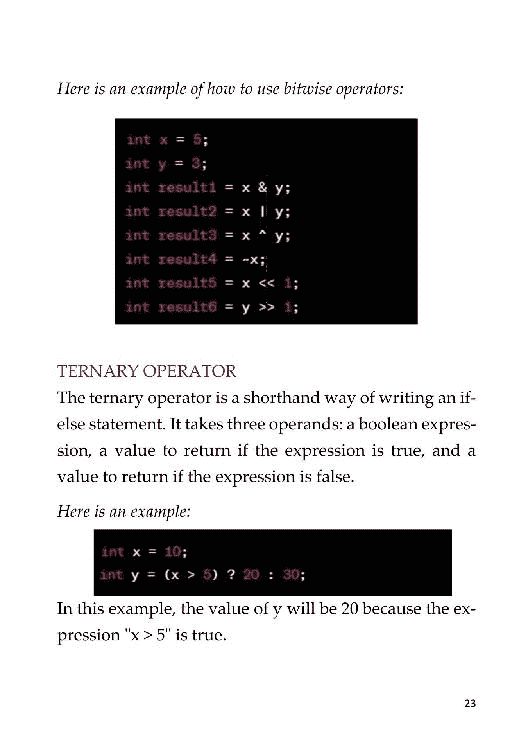 Here is an example of how to use bitwise operators:
int x = 5;
int y = 3;
int result1 = x & y;
int result2 = x | y;
int result3 = x ^ y;
int result4 = ~x;
int result5 = x << 1;
int result6 = y >> 1;
TERNARY OPERATOR
The ternary operator is a shorthand way of writing an if-
else statement. It takes three operands: a boolean expres-
sion, a value to return if the expression is true, and a
value to return if the expression is false.
Here is an example:
int x = 10;
int y = (x > 5) ? 20 : 30;
In this example, the value of y will be 20 because the ex-
pression "x > 5" is true.
23